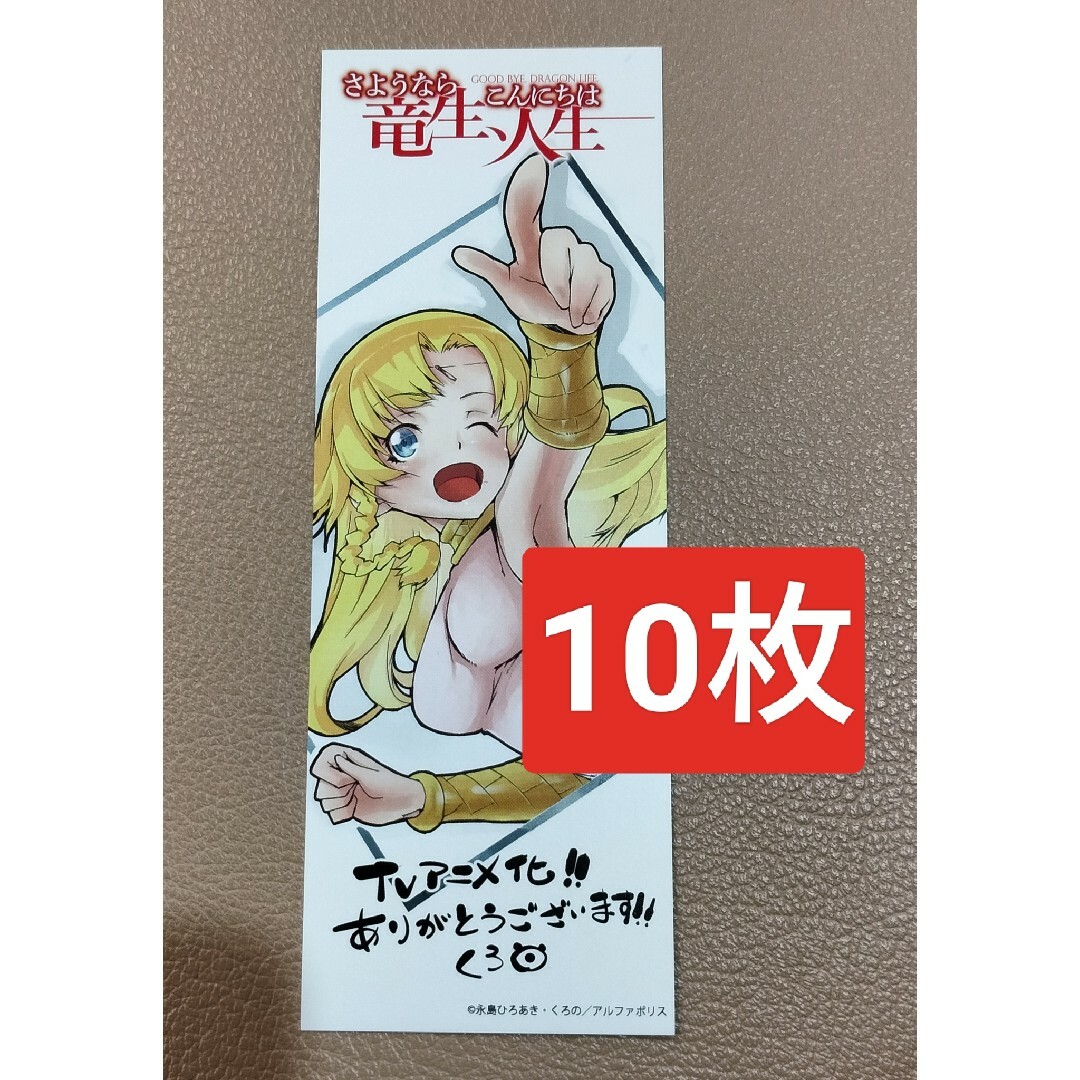 GOOD BYE, DRAGON LIFE.
さようなら
こんにちは
竜生、人生
10枚
TVアニメ化!!
ありがとうございます!!
くろの
©永島ひろあき・くろの/アルファポリス